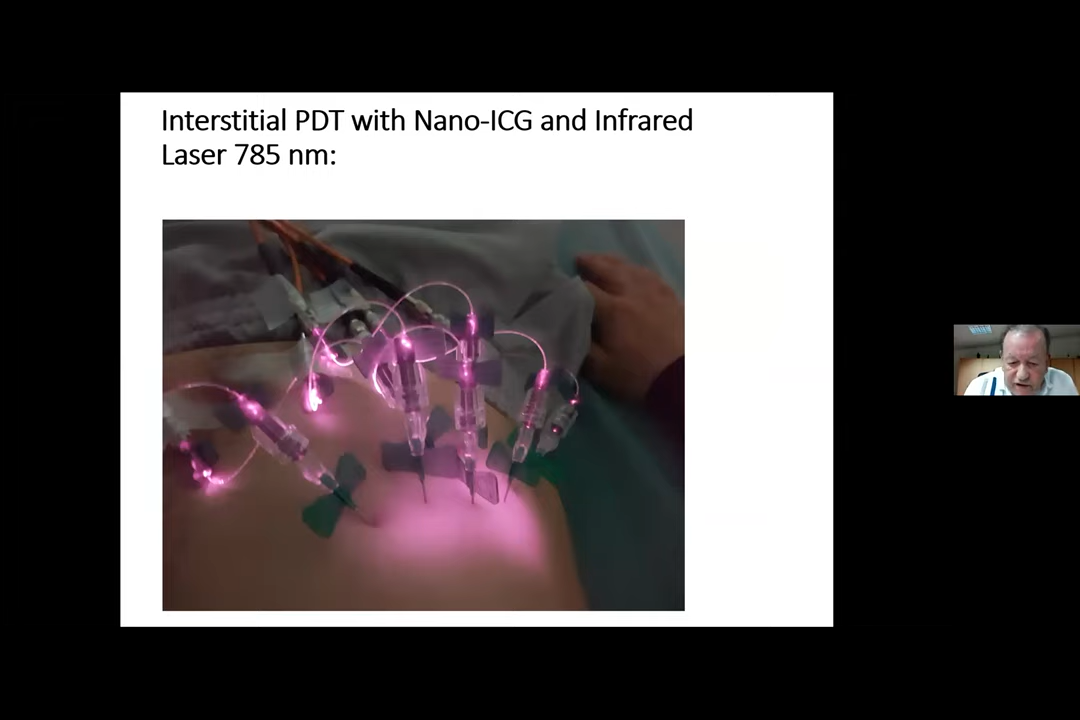 Interstitial PDT with Nano-ICG and Infrared
Laser 785 nm: